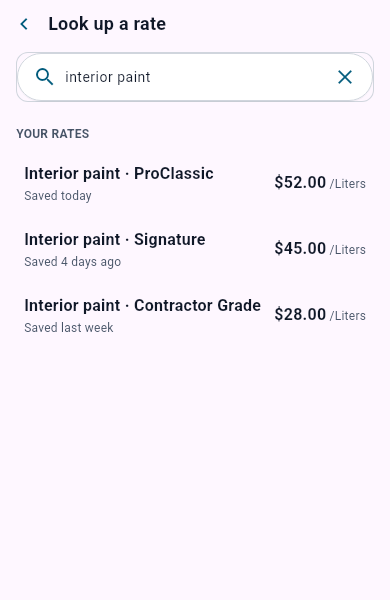 Look up a rate
interior paint
YOUR RATES
Interior paint · ProClassic
$52.00 /Liters
Saved today
Interior paint · Signature
$45.00 /Liters
Saved 4 days ago
Interior paint · Contractor Grade
$28.00 /Liters
Saved last week